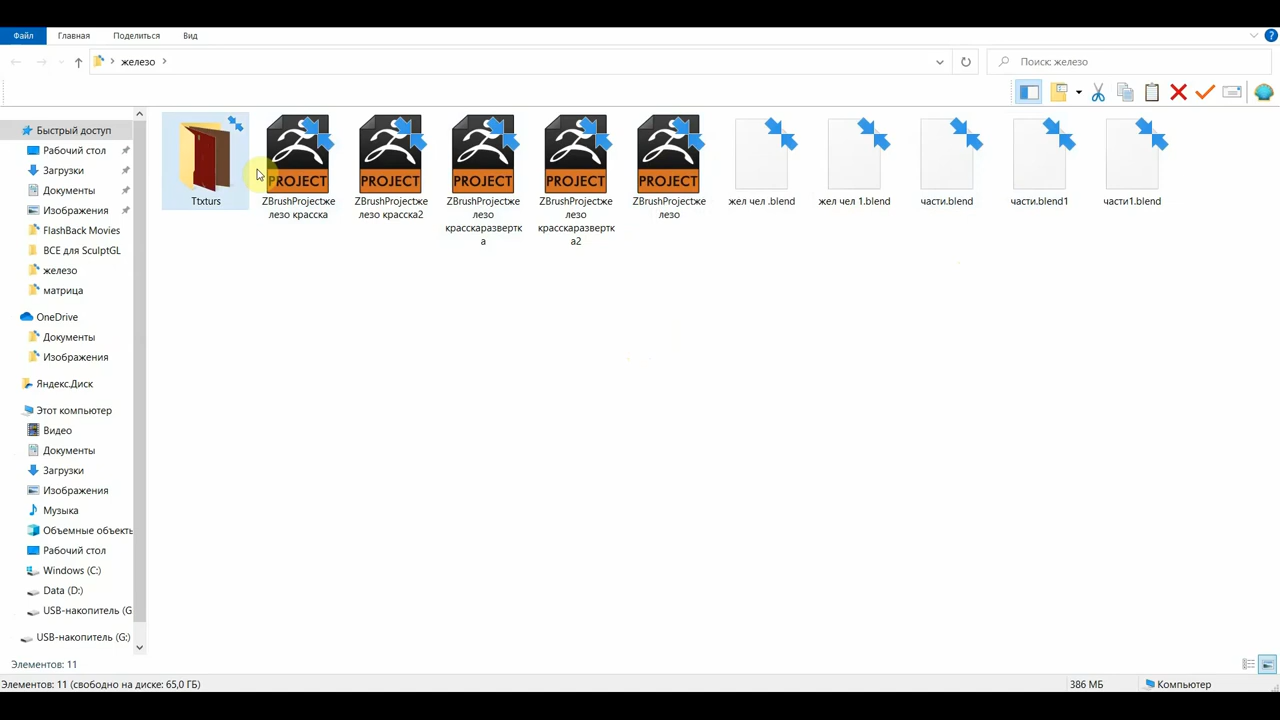 Файл
Главная
Поделиться
Вид
железо
Поиск: железо
Быстрый доступ
Рабочий стол
Загрузки
Документы
Изображения
FlashBack Movies
ВСЕ для SculptGL
железо
матрица
OneDrive
Документы
Изображения
Яндекс.Диск
Этот компьютер
Видео
Документы
Загрузки
Изображения
Музыка
Объемные объекть
Рабочий стол
Windows (C:)
Data (D:)
USB-накопитель (G
USB-накопитель (G:)
PROJECT
PROJECT
PROJECT
PROJECT
PROJECT
Ttxturs
ZBrushProjectже
лезо красска
ZBrushProjectже
лезо красска2
ZBrushProjectже
лезо
красскаразвертк
а
ZBrushProjectже
лезо
красскаразвертк
а2
ZBrushProjectже
лезо
жел чел .blend
жел чел 1.blend
части.blend
части.blend1
части1.blend
Элементов: 11
Элементов: 11 (свободно на диске: 65,0 ГБ)
386 МБ
Компьютер